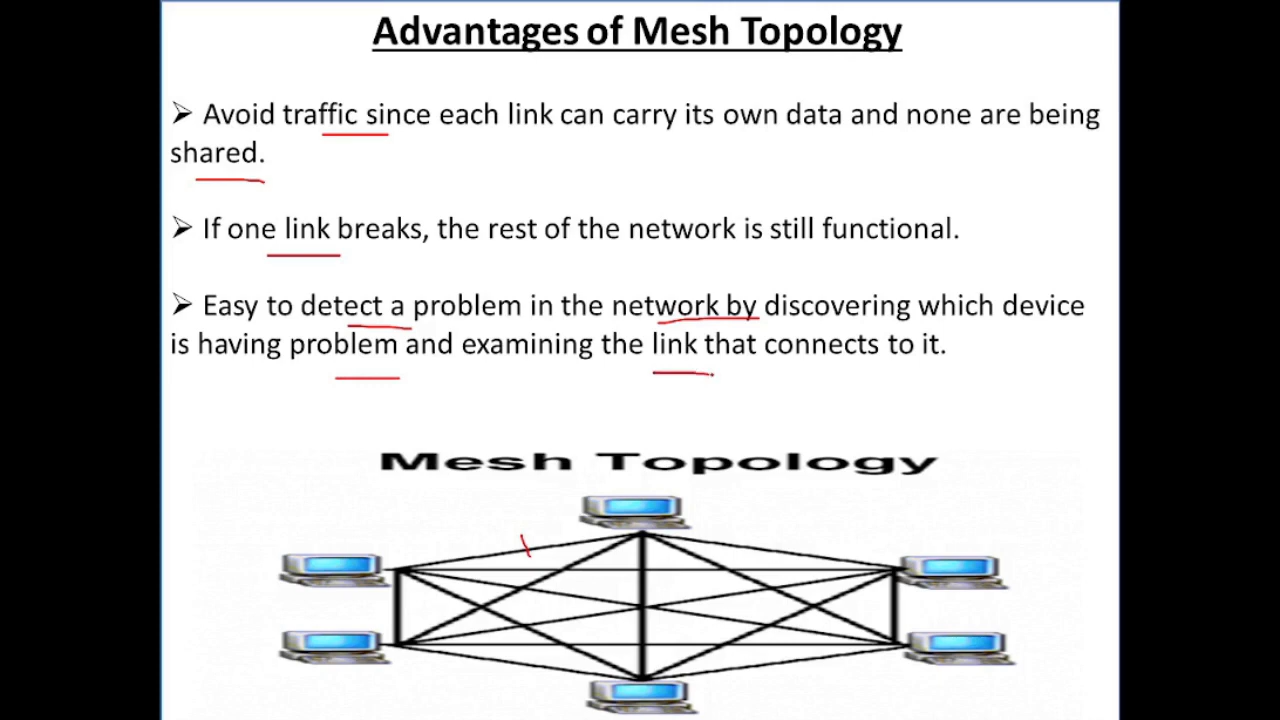 Advantages of Mesh Topology
➢ Avoid traffic since each link can carry its own data and none are being
shared.
➢ If one link breaks, the rest of the network is still functional.
➢ Easy to detect a problem in the network by discovering which device
is having problem and examining the link that connects to it.
Mesh Topology